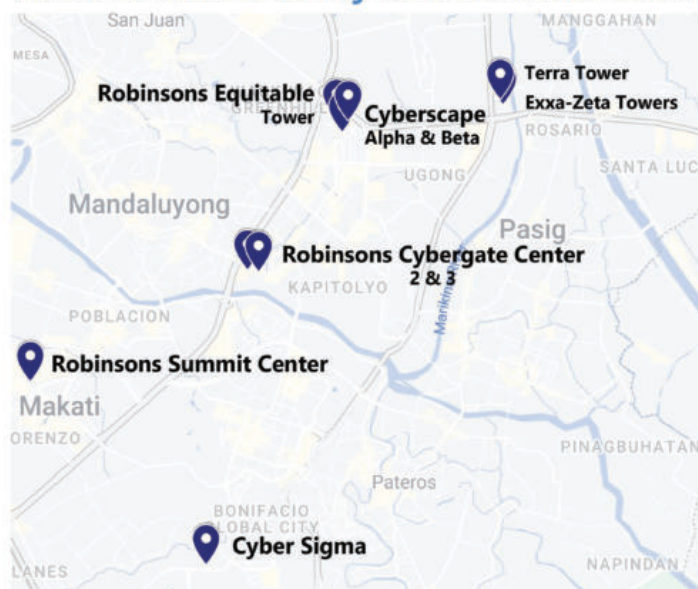 San Juan
MANGGAHAN
MESA
Robinsons Equitable
Tower
GREENHILL
Cyberscape
Alpha & Beta
Terra Tower
Exxa-Zeta Towers
ROSARIO
SANTA LUC
UGONG
Mandaluyong
Pasig
Robinsons Cybergate Center
2 & 3
KAPITOLYO
POBLACION
Robinsons Summit Center
Makati
ORENZO
PINAGBUHATAN
Pateros
BONIFACIO
GLOBAL CITY
Cyber Sigma
LANES
NAPINDAN